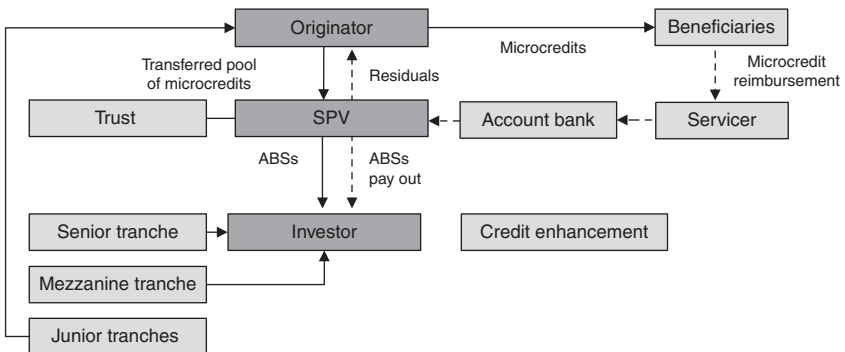 Originator
Beneficiaries
Microcredits
Transferred pool
of microcredits
Residuals
Microcredit
reimbursement
Trust
SPV
Account bank
Servicer
ABSs
ABSs
pay out
Senior tranche
Investor
Credit enhancement
Mezzanine tranche
Junior tranches